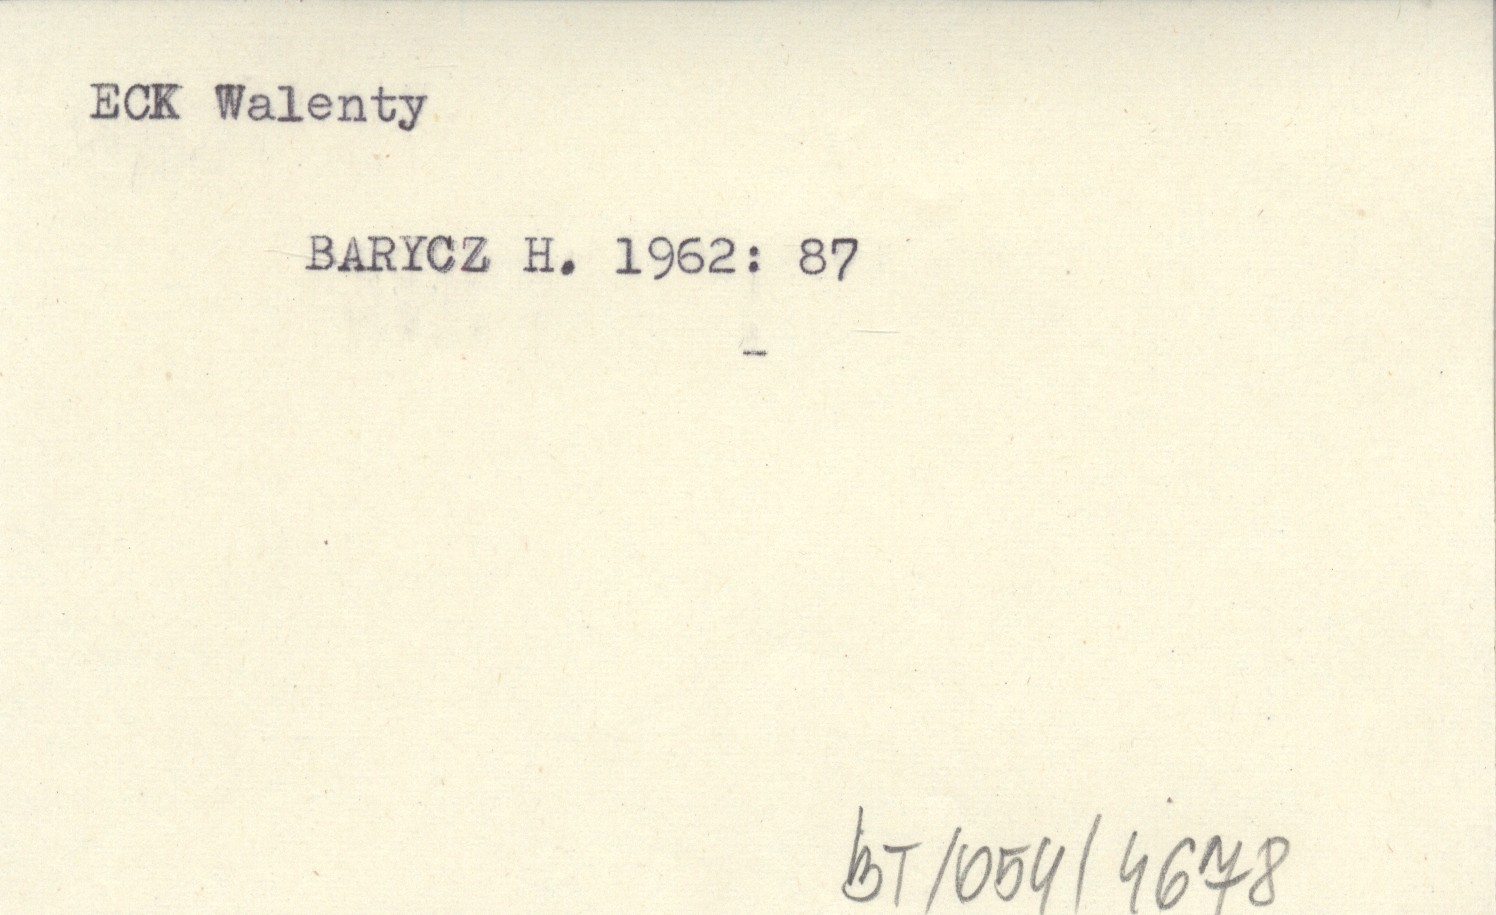 ECK Walenty
BARYCZ H. 1962: 87
-
BT/054/4678